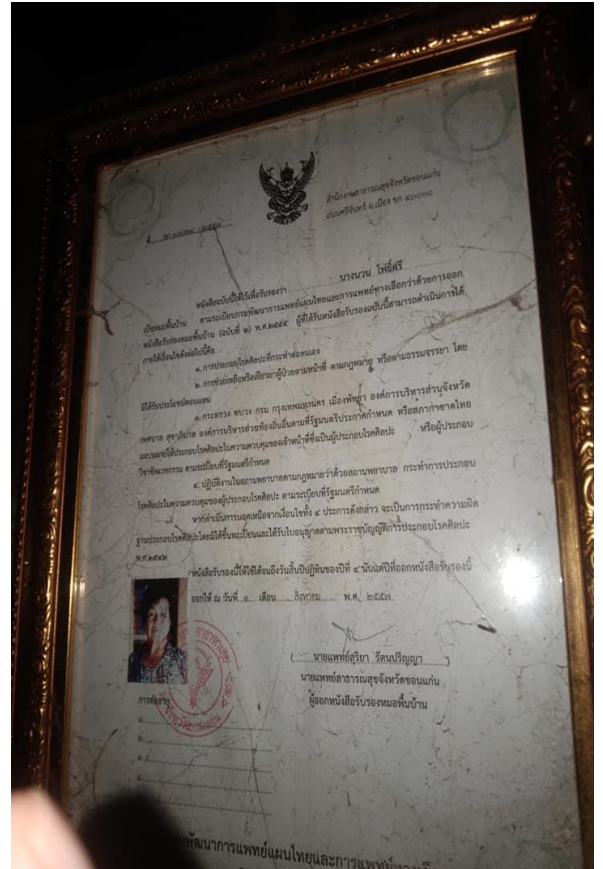 สำนักงานสาธารณสุขจังหวัดขอนแก่น
ถนนศรีจันทร์ อ.เมือง ขก ๔๐๐๐๐
ที่
หนังสือฉบับนี้ให้ไว้เพื่อรับรองว่า นางนวน โพธิ์ศรี
เป็นหมอพื้นบ้าน ตามระเบียบกรมพัฒนาการแพทย์แผนไทยและการแพทย์ทางเลือกว่าด้วยการออก
หนังสือรับรองหมอพื้นบ้าน (ฉบับที่ ๒) พ.ศ.๒๕๕๔ ผู้ที่ได้รับหนังสือรับรองฉบับนี้สามารถดำเนินการได้
ภายใต้เงื่อนไขดังต่อไปนี้คือ
๑. การประกอบโรคศิลปะที่กระทำต่อตนเอง
๒. การช่วยเหลือหรือเยียวยาผู้ป่วยตามหน้าที่ ตามกฎหมาย หรือตามธรรมจรรยา โดย
มิได้รับประโยชน์ตอบแทน
๓. กระทรวง ทบวง กรม กรุงเทพมหานคร เมืองพัทยา องค์การบริหารส่วนจังหวัด
เทศบาล สุขาภิบาล องค์การบริหารส่วนท้องถิ่นอื่นตามที่รัฐมนตรีประกาศกำหนด หรือสภากาชาดไทย
มอบหมายให้ประกอบโรคศิลปะในความควบคุมของเจ้าหน้าที่ซึ่งเป็นผู้ประกอบโรคศิลปะ หรือผู้ประกอบ
วิชาชีพเวชกรรม ตามระเบียบที่รัฐมนตรีกำหนด
๔. ปฏิบัติงานในสถานพยาบาลตามกฎหมายว่าด้วยสถานพยาบาล กระทำการประกอบ
โรคศิลปะในความควบคุมของผู้ประกอบโรคศิลปะ ตามระเบียบที่รัฐมนตรีกำหนด
หากดำเนินการนอกเหนือจากเงื่อนไขทั้ง ๔ ประการดังกล่าว จะเป็นการกระทำความผิด
ฐานประกอบโรคศิลปะโดยมิได้ขึ้นทะเบียนและได้รับใบอนุญาตตามพระราชบัญญัติการประกอบโรคศิลปะ
พ.ศ.๒๕๔๒
หนังสือรับรองนี้ให้ใช้ได้จนถึงวันสิ้นปีปฏิทินของปีที่ ๔ นับแต่ปีที่ออกหนังสือรับรองนี้
ออกให้ ณ วันที่ ๑ เดือน สิงหาคม พ.ศ. ๒๕๕๗
( นายแพทย์สุริยา รัตนปริญญา )
นายแพทย์สาธารณสุขจังหวัดขอนแก่น
ผู้ออกหนังสือรับรองหมอพื้นบ้าน
การต่ออายุ
พัฒนาการแพทย์แผนไทยและการแพทย์